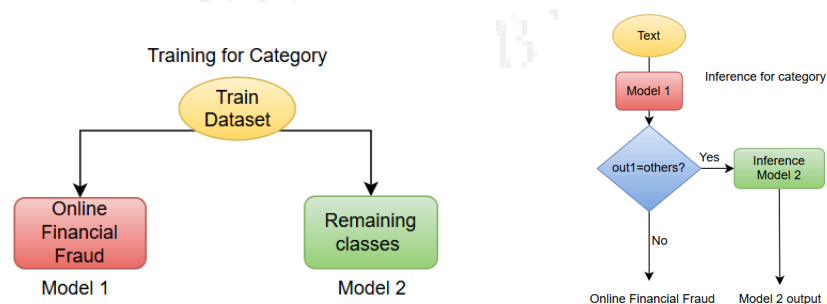 Training for Category
Train
Dataset
Online
Financial
Fraud
Remaining
classes
Model 1
Model 2
Text
Inference for category
Model 1
out1=others?
Yes
Inference
Model 2
No
Online Financial Fraud
Model 2 output